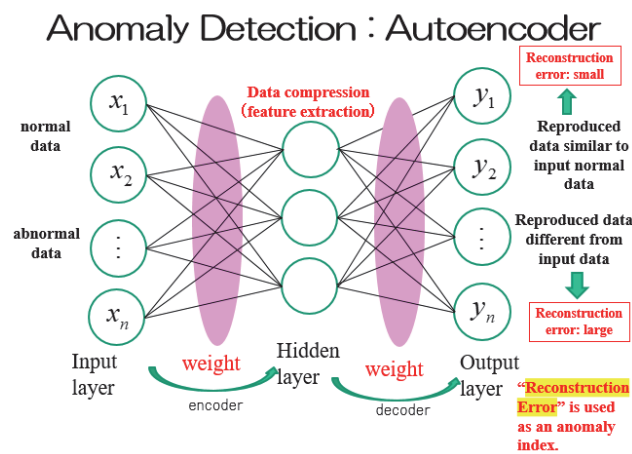 Anomaly Detection : Autoencoder
normal
data
abnormal
data
x1
x2
⋮
xn
Data compression
(feature extraction)
y1
y2
⋮
yn
Reconstruction
error: small
Reproduced
data similar to
input normal
data
Reproduced data
different from
input data
Reconstruction
error: large
Input
layer
weight
encoder
Hidden
layer
weight
decoder
Output
layer
“Reconstruction
Error” is used
as an anomaly
index.